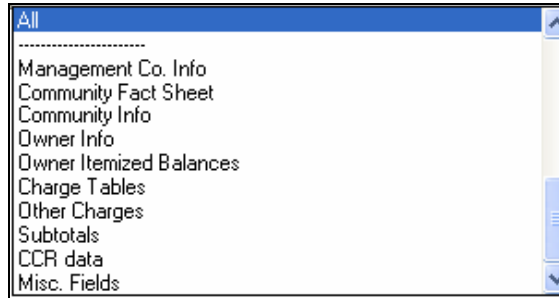 All
-----------------------
Management Co. Info
Community Fact Sheet
Community Info
Owner Info
Owner Itemized Balances
Charge Tables
Other Charges
Subtotals
CCR data
Misc. Fields